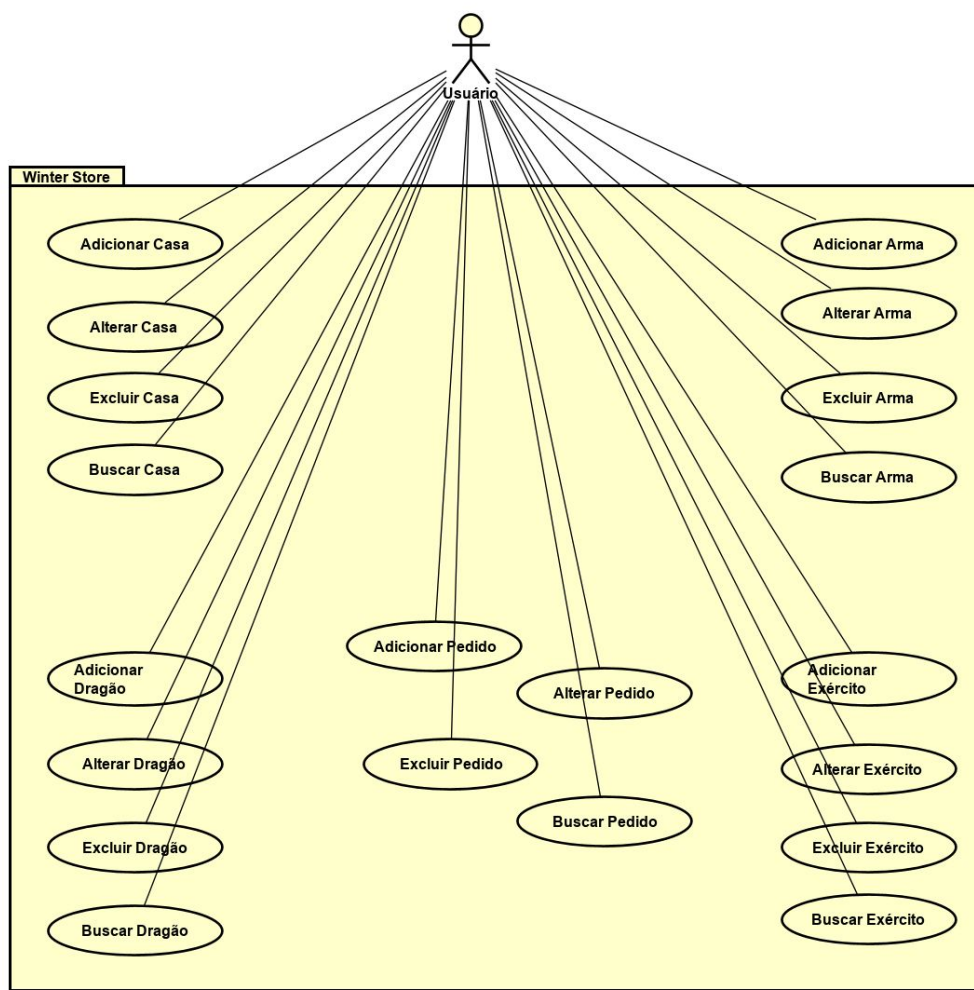 Usuário
Winter Store
Adicionar Casa
Alterar Casa
Excluir Casa
Buscar Casa
Adicionar Arma
Alterar Arma
Excluir Arma
Buscar Arma
Adicionar
Dragão
Alterar Dragão
Excluir Dragão
Buscar Dragão
Adicionar Pedido
Alterar Pedido
Excluir Pedido
Buscar Pedido
Adicionar
Exército
Alterar Exército
Excluir Exército
Buscar Exército